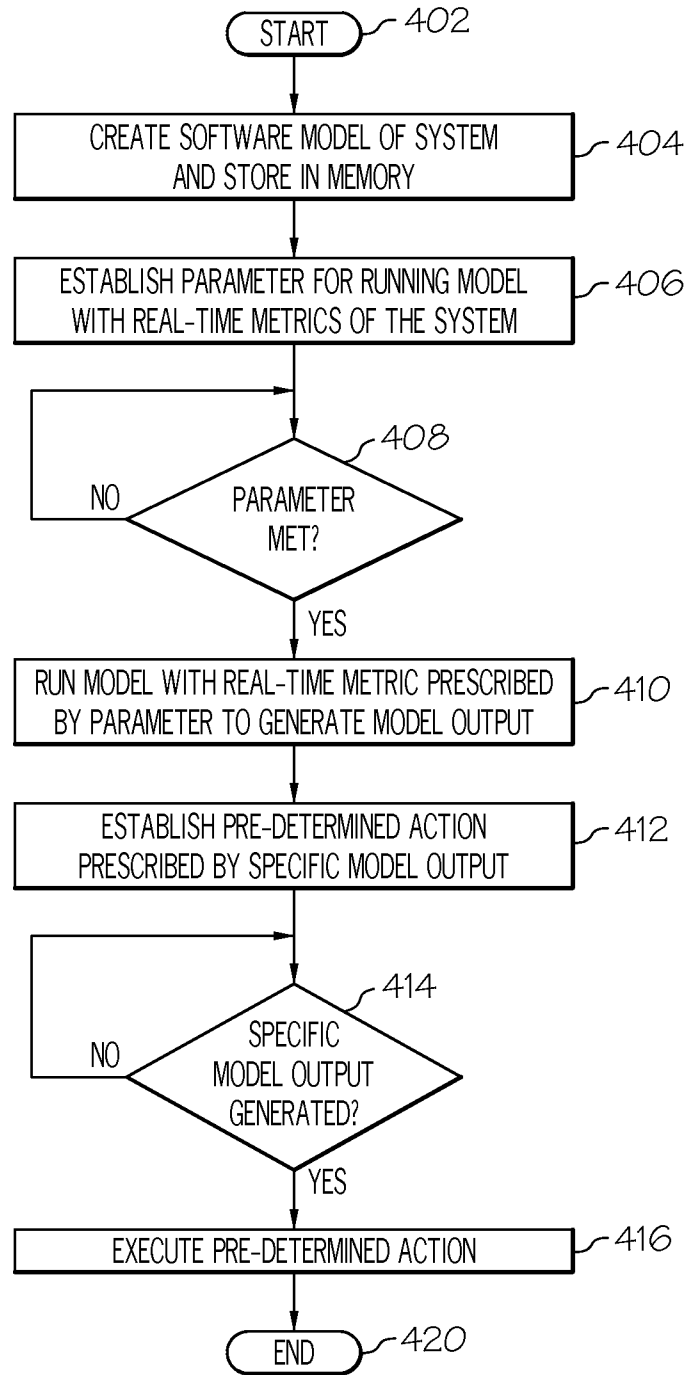 START
402
CREATE SOFTWARE MODEL OF SYSTEM
AND STORE IN MEMORY
404
ESTABLISH PARAMETER FOR RUNNING MODEL
WITH REAL-TIME METRICS OF THE SYSTEM
406
408
NO
PARAMETER
MET?
YES
RUN MODEL WITH REAL-TIME METRIC PRESCRIBED
BY PARAMETER TO GENERATE MODEL OUTPUT
410
ESTABLISH PRE-DETERMINED ACTION
PRESCRIBED BY SPECIFIC MODEL OUTPUT
412
414
NO
SPECIFIC
MODEL OUTPUT
GENERATED?
YES
EXECUTE PRE-DETERMINED ACTION
416
END
420